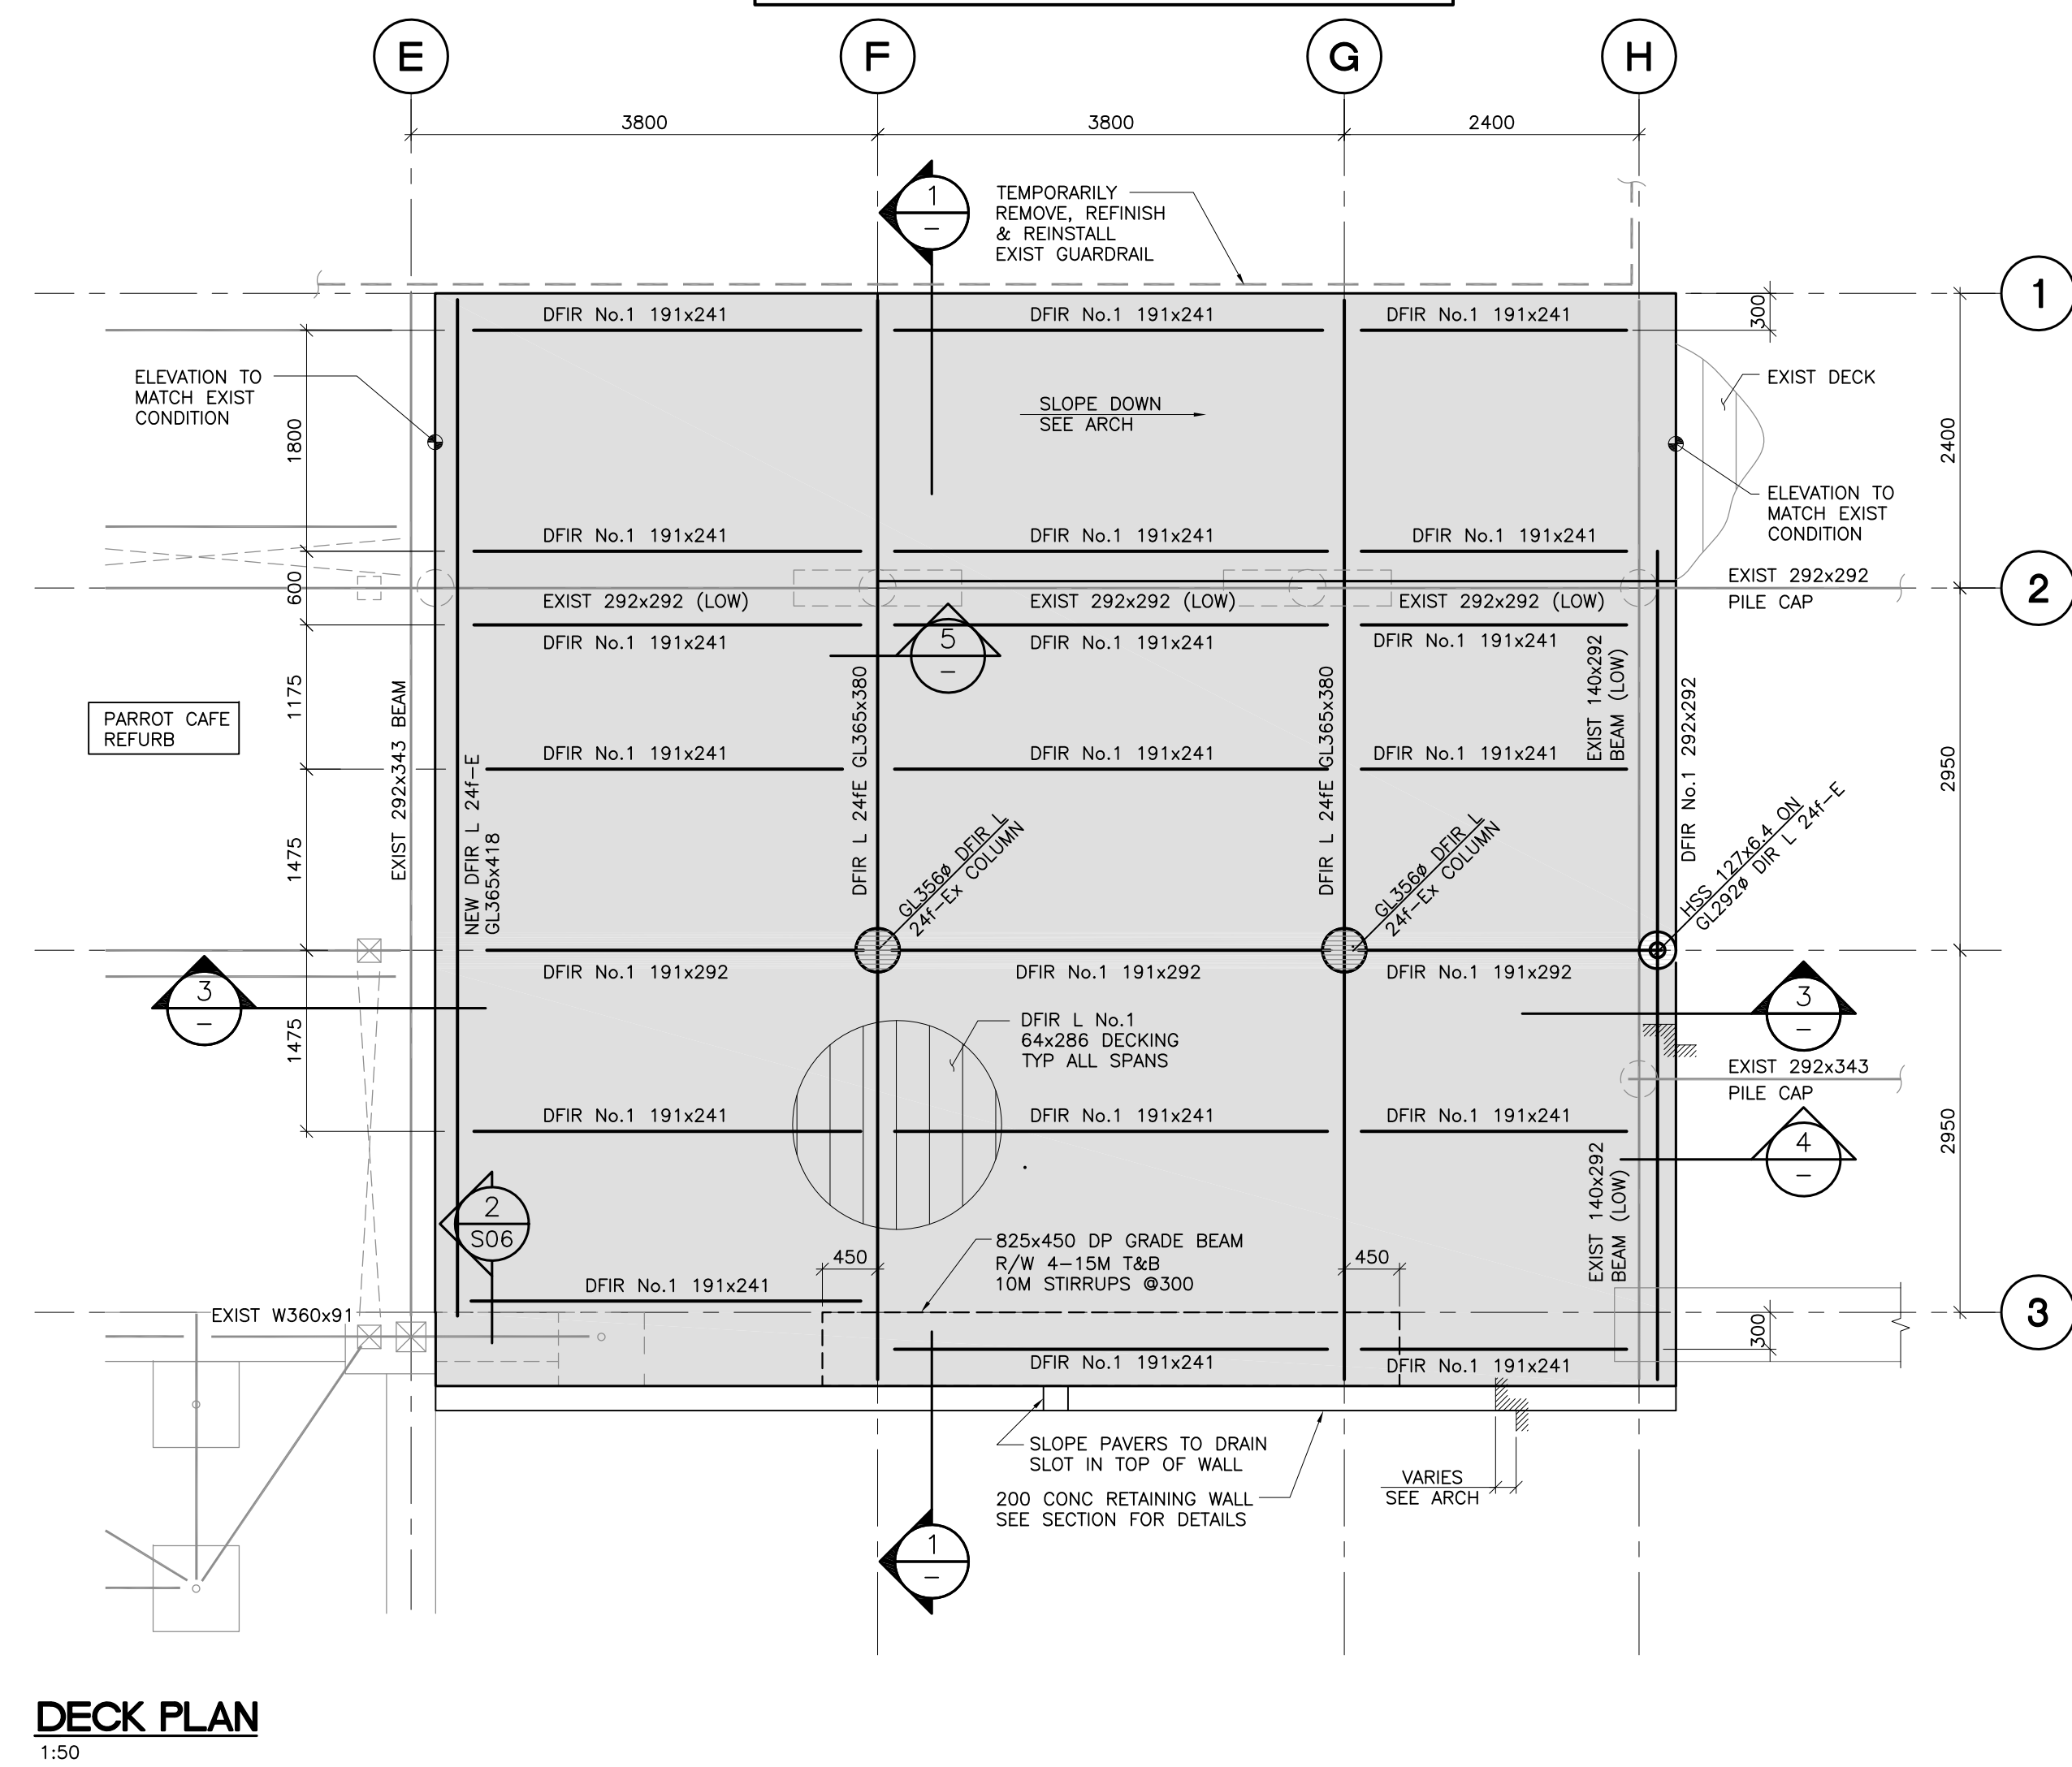 E
F
G
H
3800
3800
2400
1
–
TEMPORARILY
REMOVE, REFINISH
& REINSTALL
EXIST GUARDRAIL
1
300
DFIR No.1 191x241
DFIR No.1 191x241
DFIR No.1 191x241
ELEVATION TO
MATCH EXIST
CONDITION
SLOPE DOWN
SEE ARCH
EXIST DECK
1800
2400
ELEVATION TO
MATCH EXIST
CONDITION
DFIR No.1 191x241
DFIR No.1 191x241
DFIR No.1 191x241
600
EXIST 292x292
PILE CAP
2
EXIST 292x292 (LOW)
EXIST 292x292 (LOW)
EXIST 292x292 (LOW)
DFIR No.1 191x241
5
–
DFIR No.1 191x241
DFIR No.1 191x241
EXIST 140x292
BEAM (LOW)
1175
PARROT CAFE
REFURB
EXIST 292x343 BEAM
NEW DFIR L 24f-E
GL365x418
DFIR L 24fE GL365x380
DFIR L 24fE GL365x380
DFIR No.1 292x292
2950
DFIR No.1 191x241
DFIR No.1 191x241
DFIR No.1 191x241
1475
GL356ø DFIR L
24f-Ex COLUMN
GL356ø DFIR L
24f-Ex COLUMN
HSS 127x6.4 ON
GL292ø DIR L 24f-E
DFIR No.1 191x292
DFIR No.1 191x292
DFIR No.1 191x292
3
–
3
–
1475
DFIR L No.1
64x286 DECKING
TYP ALL SPANS
EXIST 292x343
PILE CAP
DFIR No.1 191x241
DFIR No.1 191x241
DFIR No.1 191x241
4
–
2950
EXIST 140x292
BEAM (LOW)
2
S06
450
825x450 DP GRADE BEAM
R/W 4-15M T&B
10M STIRRUPS @300
450
DFIR No.1 191x241
EXIST W360x91
3
300
DFIR No.1 191x241
DFIR No.1 191x241
SLOPE PAVERS TO DRAIN
SLOT IN TOP OF WALL
VARIES
SEE ARCH
200 CONC RETAINING WALL
SEE SECTION FOR DETAILS
1
–
DECK PLAN
1:50